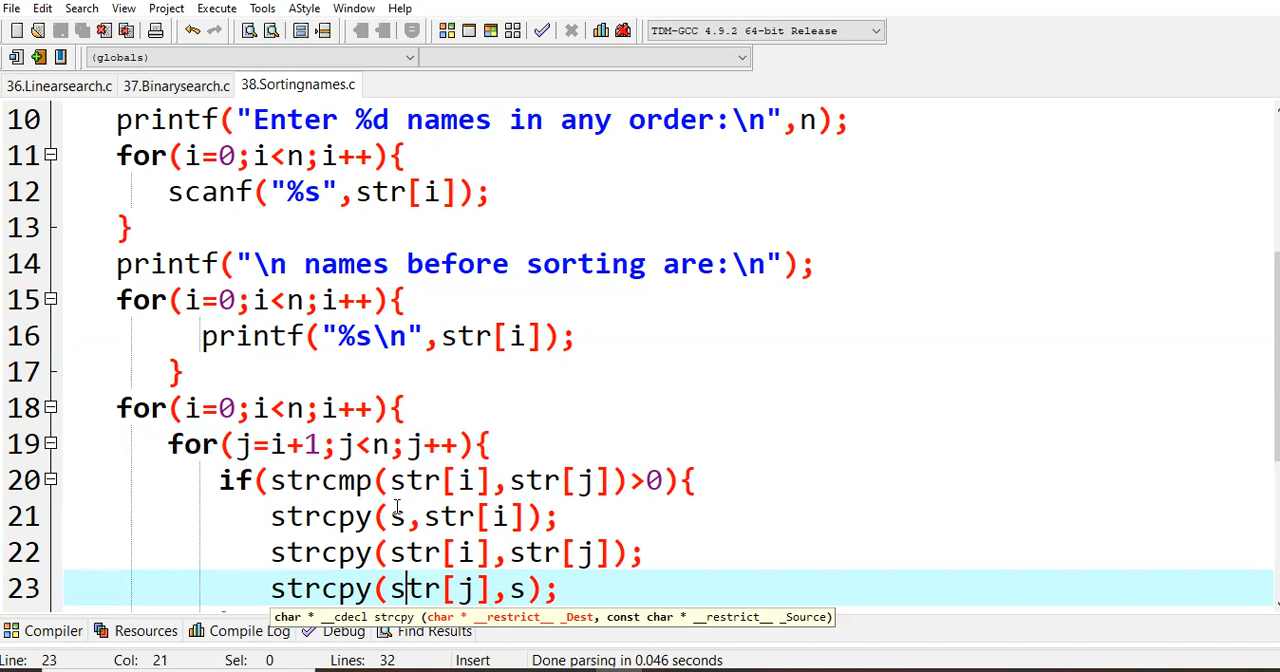 File Edit Search View Project Execute Tools AStyle Window Help
TDM-GCC 4.9.2 64-bit Release
(globals)
36.Linearsearch.c 37.Binarysearch.c 38.Sortingnames.c
10 printf("Enter %d names in any order:\n",n);
11 for(i=0;i<n;i++){
12 scanf("%s",str[i]);
13 }
14 printf("\n names before sorting are:\n");
15 for(i=0;i<n;i++){
16 printf("%s\n",str[i]);
17 }
18 for(i=0;i<n;i++){
19 for(j=i+1;j<n;j++){
20 if(strcmp(str[i],str[j])>0){
21 strcpy(s,str[i]);
22 strcpy(str[i],str[j]);
23 strcpy(str[j],s);
char * __cdecl strcpy (char * __restrict__ _Dest, const char * __restrict__ _Source)
Compiler Resources Compile Log Debug Find Results
Line: 23 Col: 21 Sel: 0 Lines: 32 Insert Done parsing in 0.046 seconds